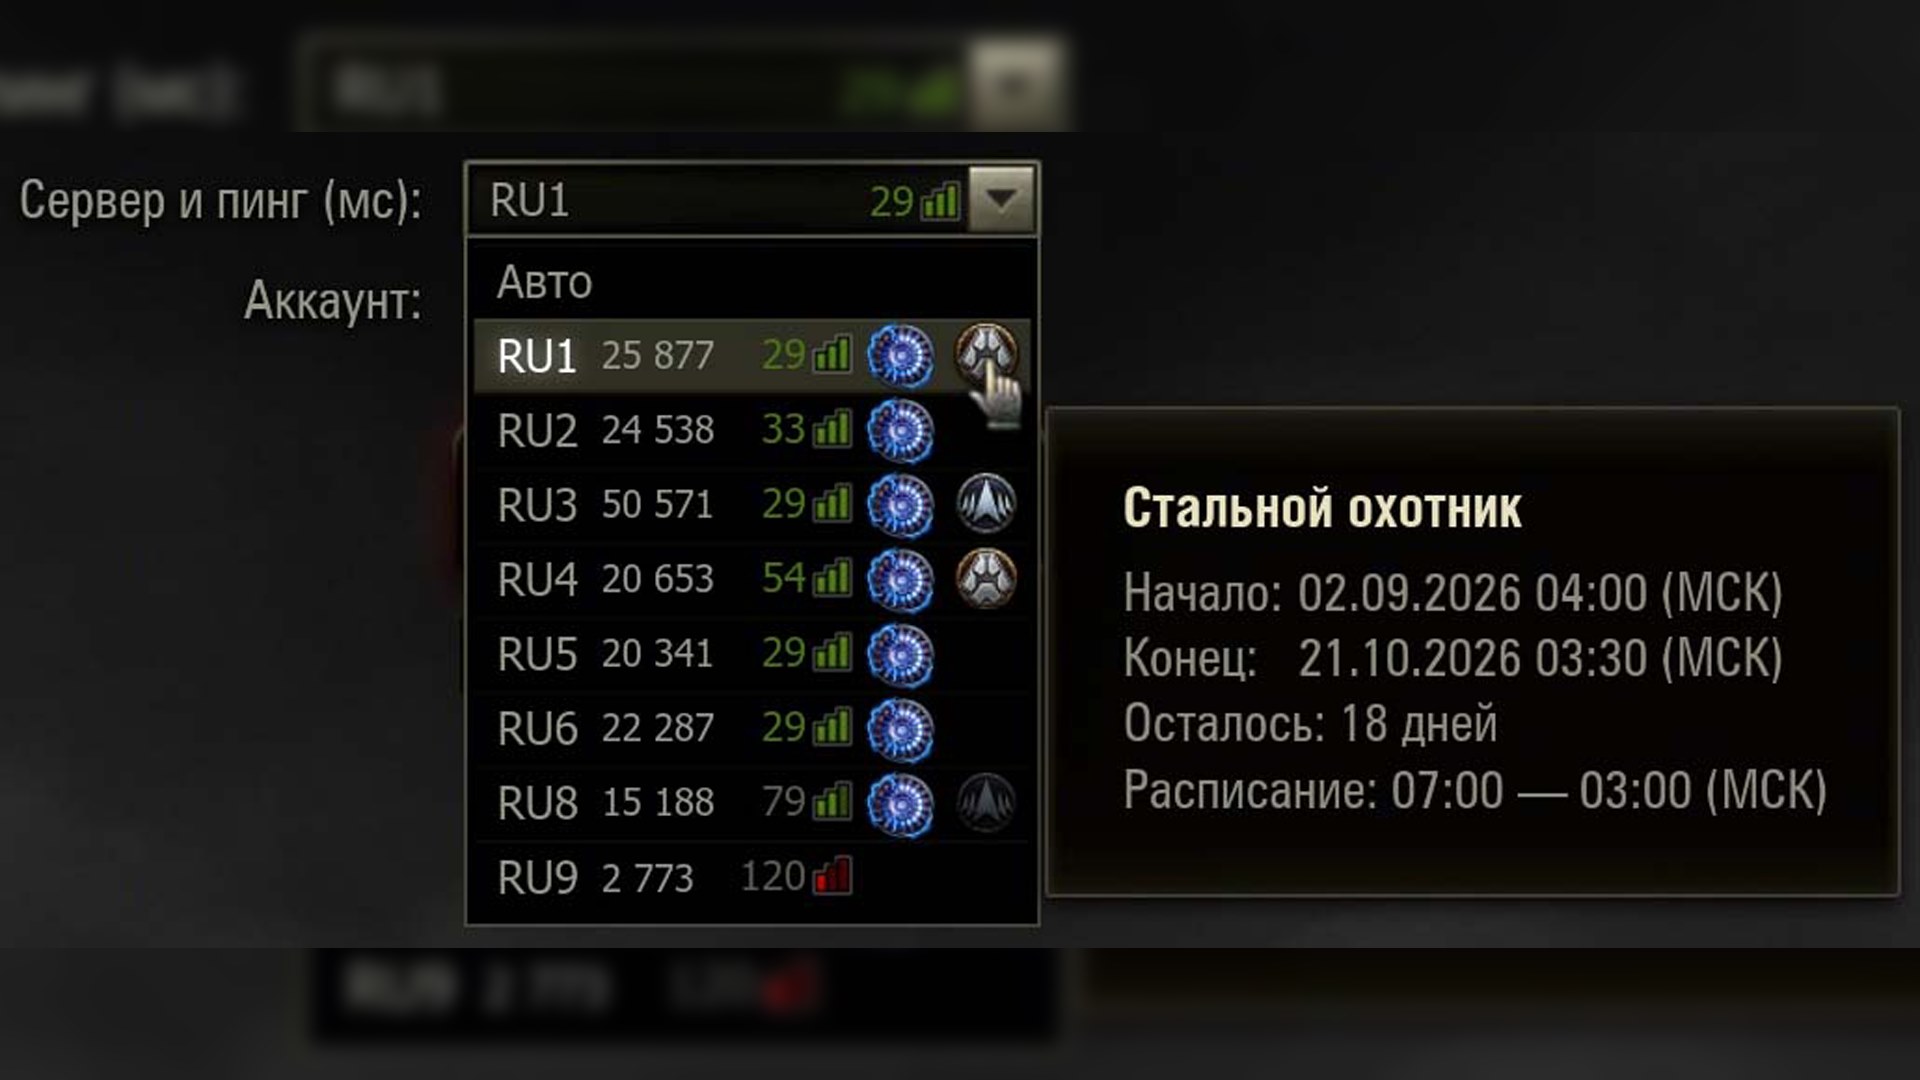 Сервер и пинг (мс): RU1 29
Аккаунт:
Авто
RU1 25 877 29
RU2 24 538 33
RU3 50 571 29
RU4 20 653 54
RU5 20 341 29
RU6 22 287 29
RU8 15 188 79
RU9 2 773 120
Стальной охотник
Начало: 02.09.2026 04:00 (МСК)
Конец: 21.10.2026 03:30 (МСК)
Осталось: 18 дней
Расписание: 07:00 — 03:00 (МСК)